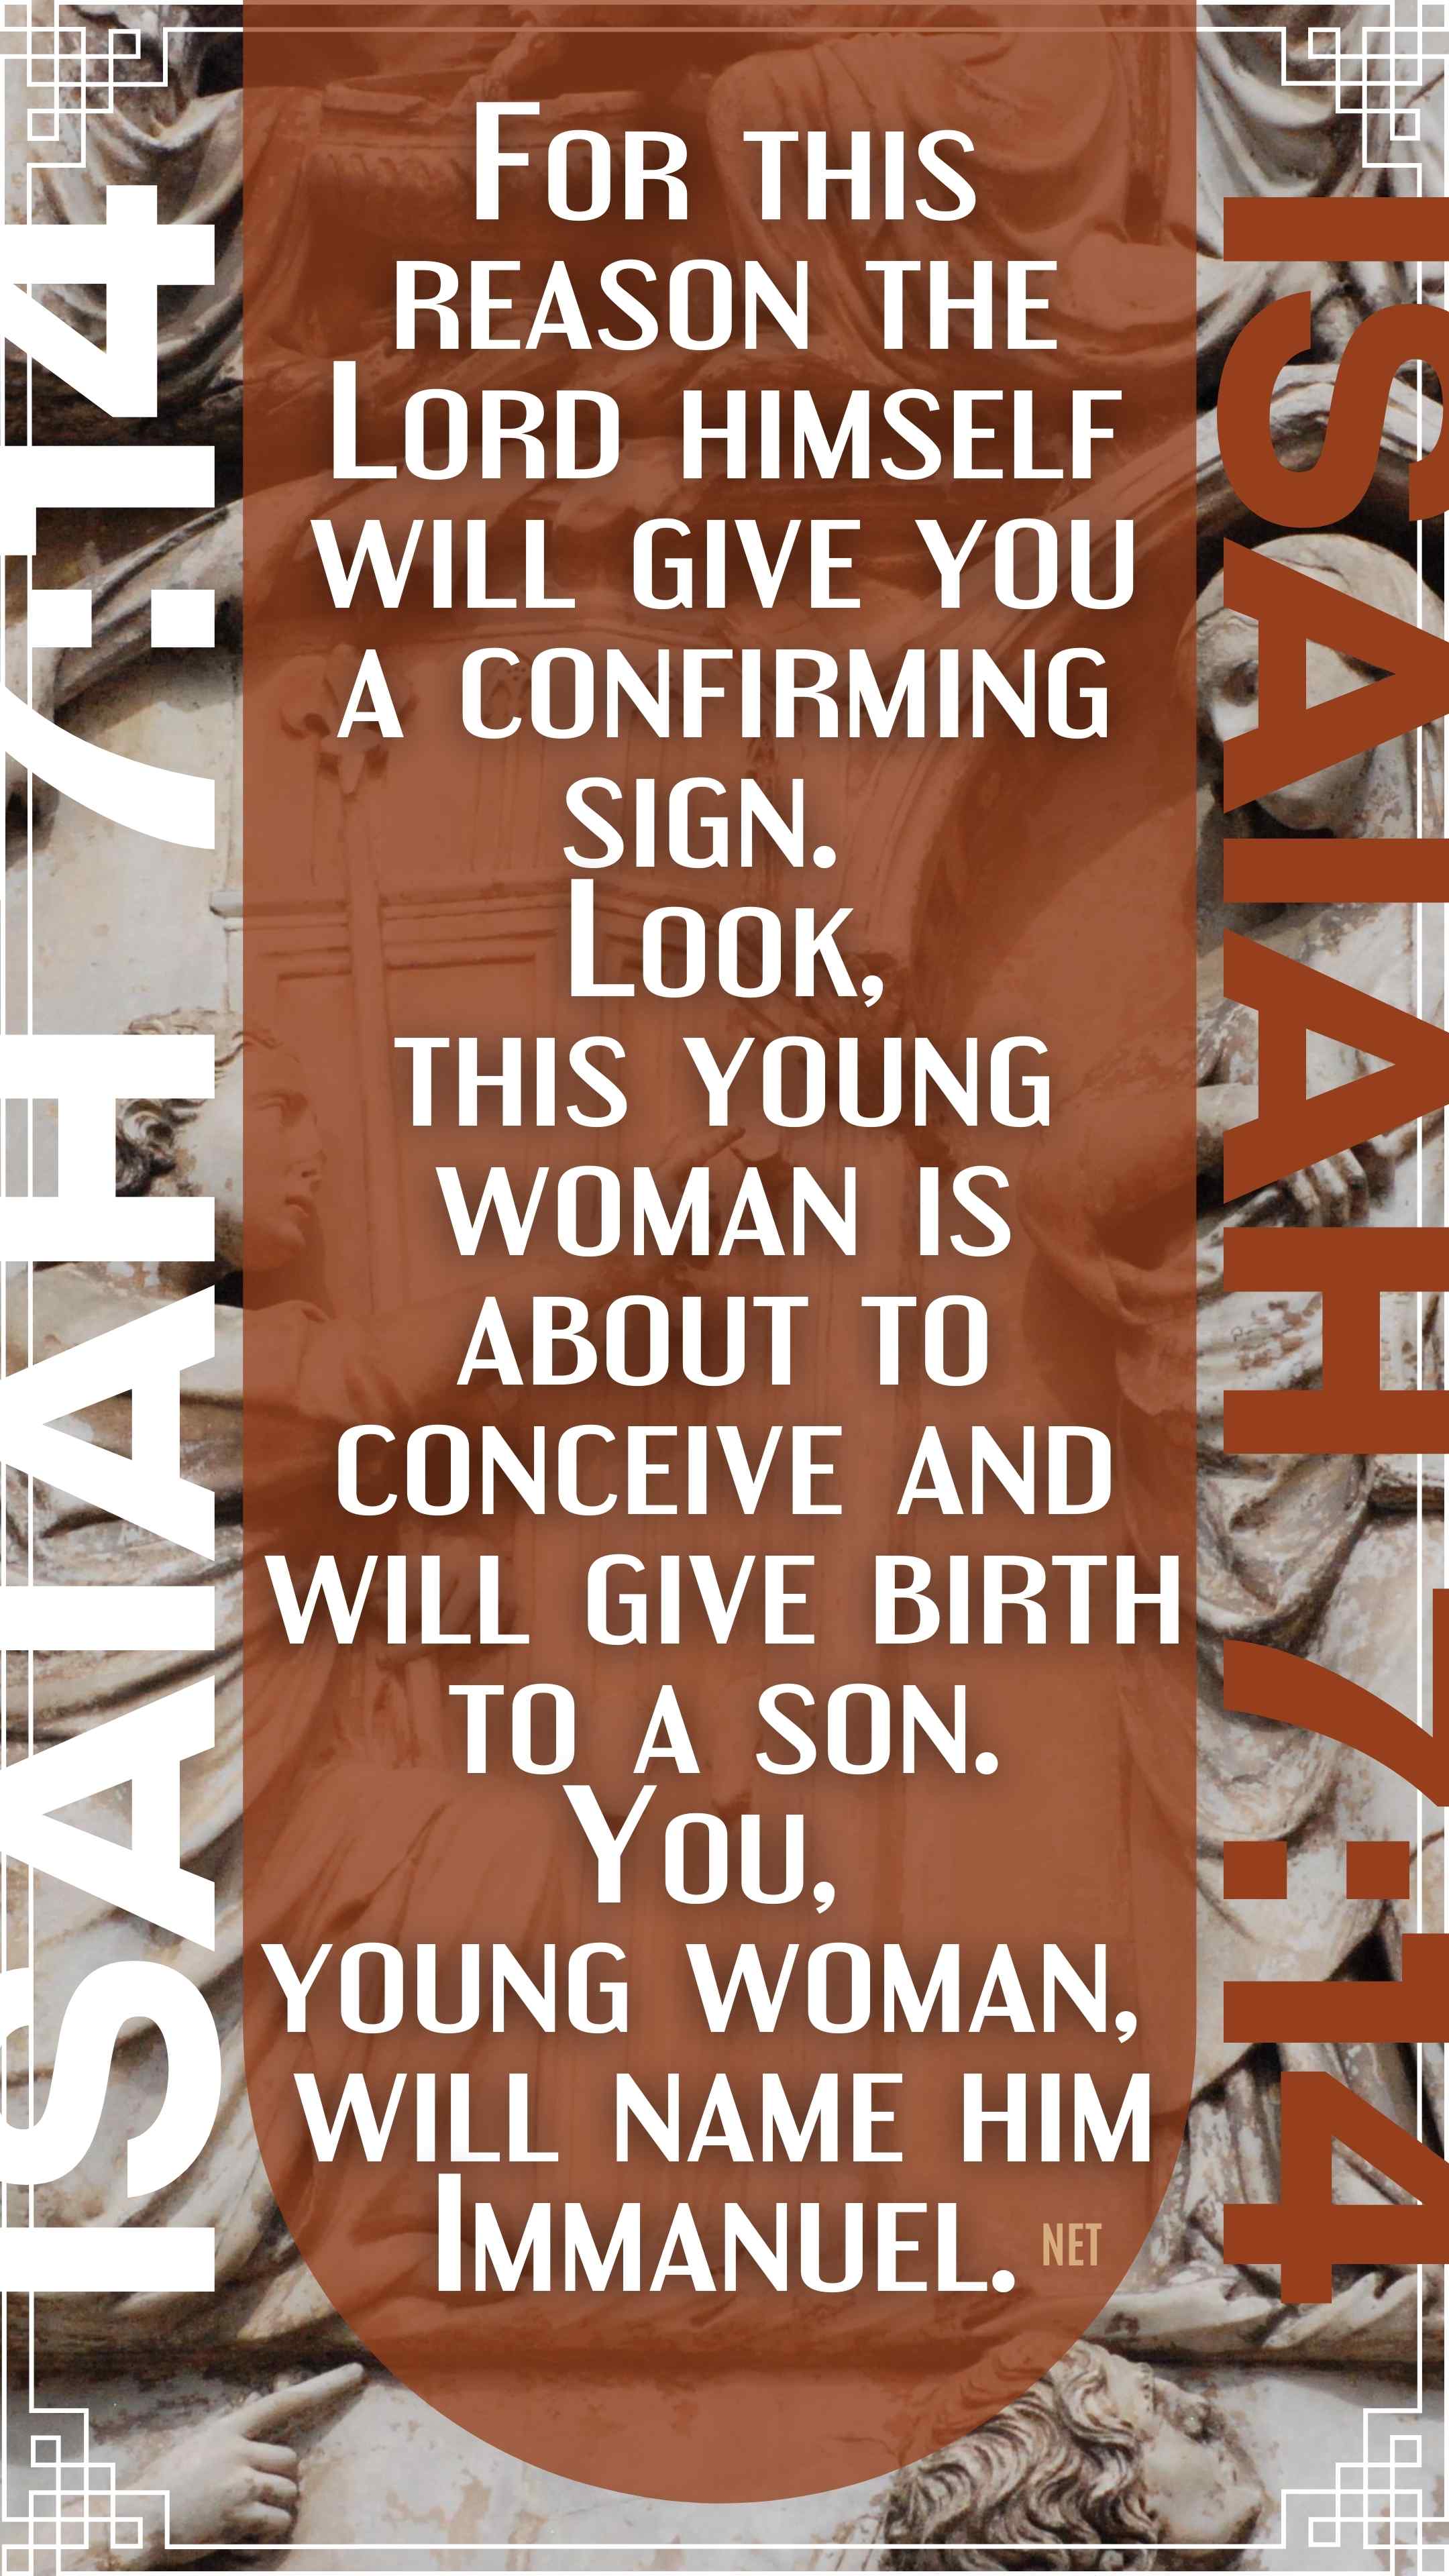 ISAIAH 7:14
For this
reason the
Lord himself
will give you
a confirming
sign.
Look,
this young
woman is
about to
conceive and
will give birth
to a son.
You,
young woman,
will name him
Immanuel. NET
ISAIAH 7:14